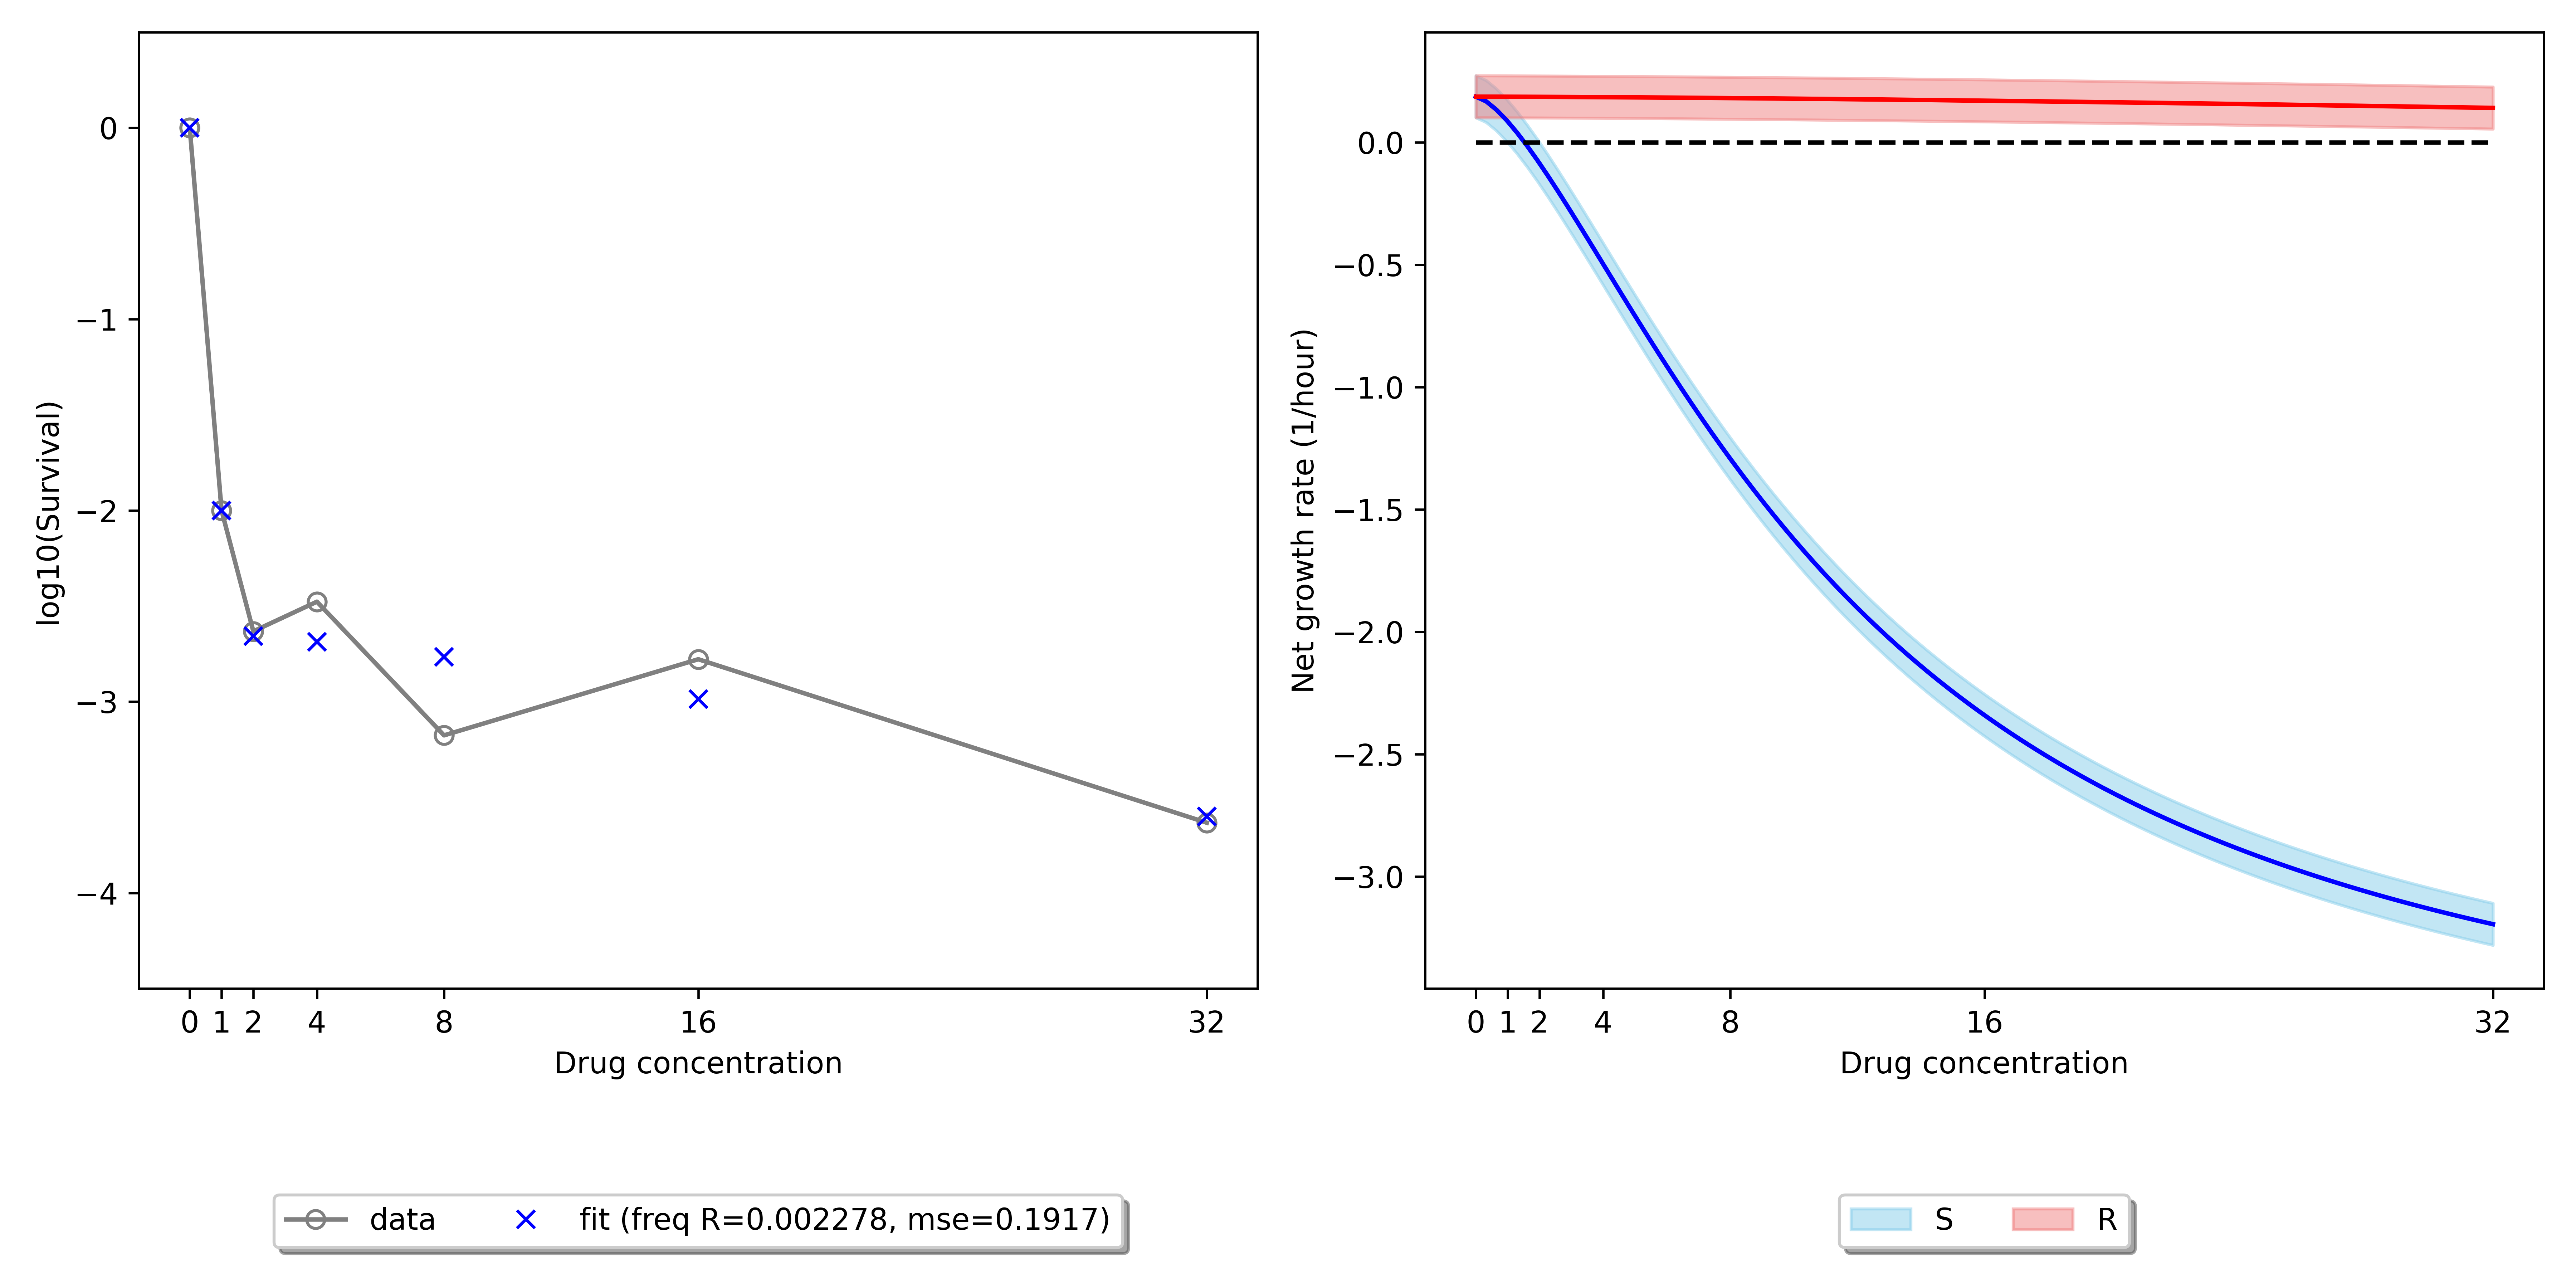 0
−1
−2
−3
−4
log10(Survival)
0 1 2 4 8 16 32
Drug concentration
data fit (freq R=0.002278, mse=0.1917)
0.0
−0.5
−1.0
−1.5
−2.0
−2.5
−3.0
Net growth rate (1/hour)
0 1 2 4 8 16 32
Drug concentration
S R